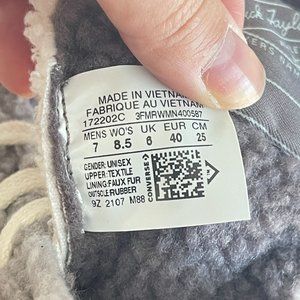 MADE IN VIETNAM
FABRIQUE AU VIETNAM
172202C 3FMRWMN400587
MENS WO'S UK EUR CM
7 8.5 6 40 25
GENDER: UNISEX
UPPER: TEXTILE
LINING: FAUX FUR
OUTSOLE: RUBBER
9Z 2107 M88
CONVERSE